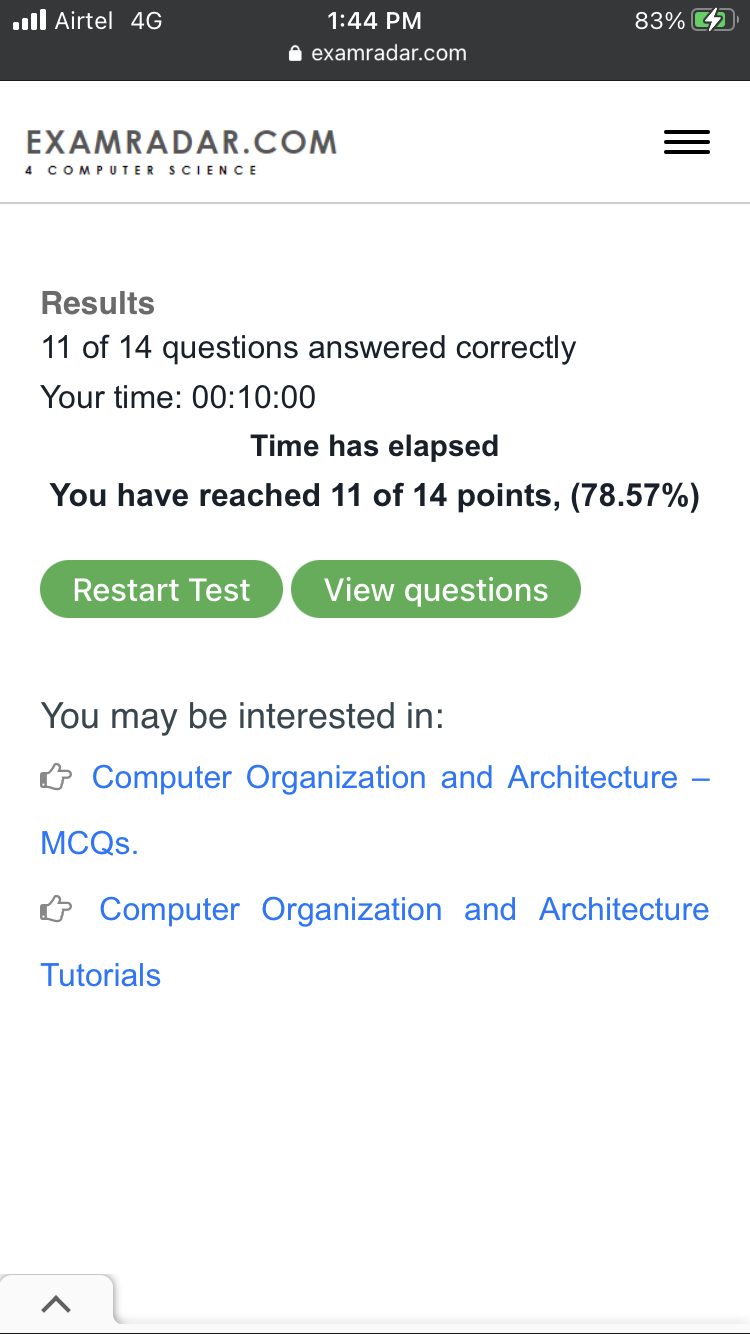 Airtel 4G 1:44 PM 83%
examradar.com
EXAMRADAR.COM
4 COMPUTER SCIENCE
Results
11 of 14 questions answered correctly
Your time: 00:10:00
Time has elapsed
You have reached 11 of 14 points, (78.57%)
Restart Test View questions
You may be interested in:
Computer Organization and Architecture –
MCQs.
Computer Organization and Architecture
Tutorials